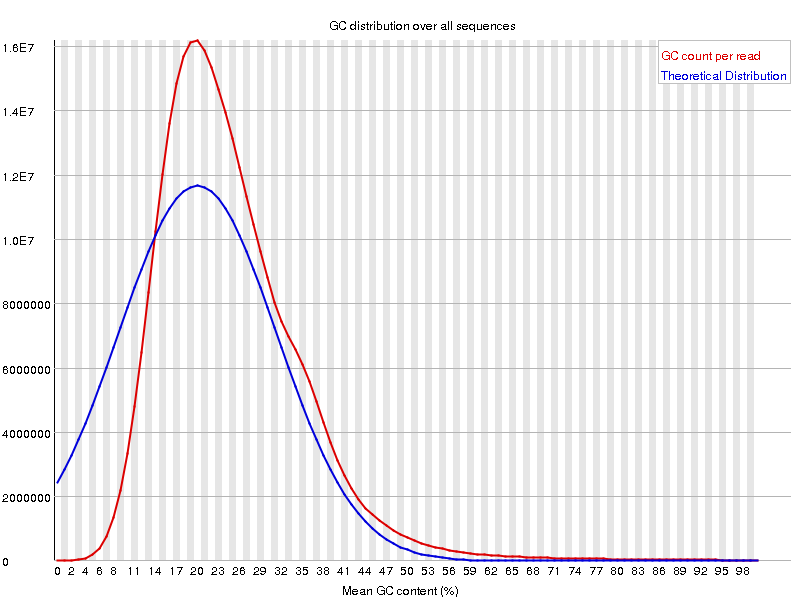 GC distribution over all sequences
GC count per read
Theoretical Distribution
1.6E7
1.4E7
1.2E7
1.0E7
8000000
6000000
4000000
2000000
0
0 2 4 6 8 11 14 17 20 23 26 29 32 35 38 41 44 47 50 53 56 59 62 65 68 71 74 77 80 83 86 89 92 95 98
Mean GC content (%)